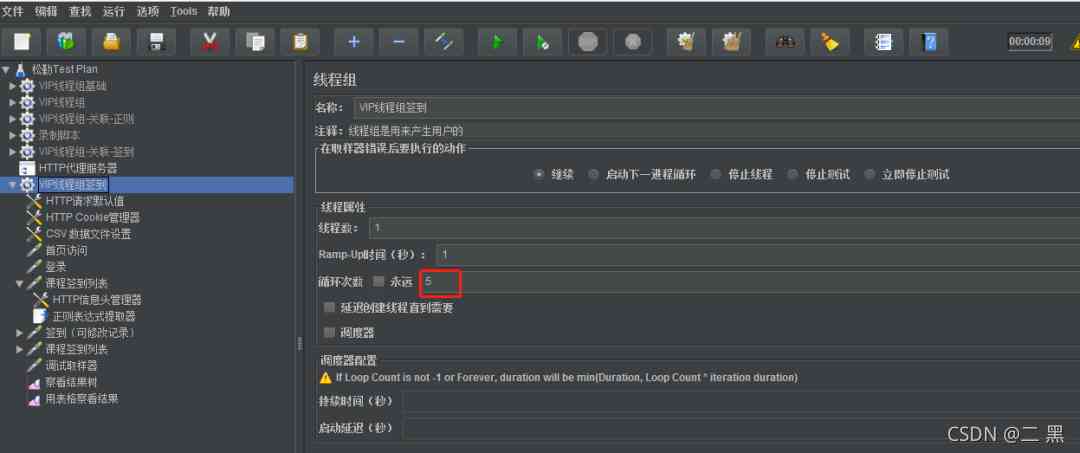 文件 编辑 查找 运行 选项 Tools 帮助
00:00:09
松勤Test Plan
VIP线程组基础
VIP线程组
VIP线程组-关联-正则
录制脚本
VIP线程组-关联-签到
HTTP代理服务器
VIP线程组签到
HTTP请求默认值
HTTP Cookie管理器
CSV 数据文件设置
首页访问
登录
课程签到列表
HTTP信息头管理器
正则表达式提取器
签到（可修改记录）
课程签到列表
调试取样器
察看结果树
用表格察看结果
线程组
名称： VIP线程组签到
注释： 线程组是用来产生用户的
在取样器错误后要执行的动作
继续 启动下一进程循环 停止线程 停止测试 立即停止测试
线程属性
线程数： 1
Ramp-Up时间（秒）： 1
循环次数 永远 5
延迟创建线程直到需要
调度器
调度器配置
If Loop Count is not -1 or Forever, duration will be min(Duration, Loop Count * iteration duration)
持续时间（秒）
启动延迟（秒）
CSDN @二 黑